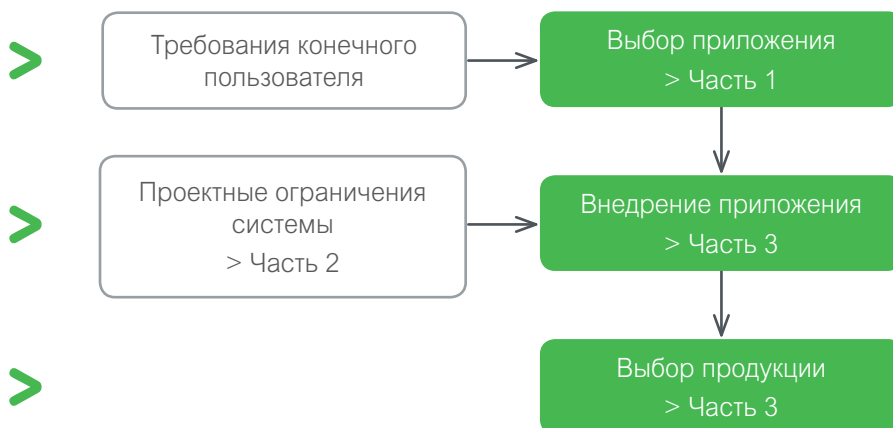 Требования конечного
пользователя
Выбор приложения
> Часть 1
Проектные ограничения
системы
> Часть 2
Внедрение приложения
> Часть 3
Выбор продукции
> Часть 3